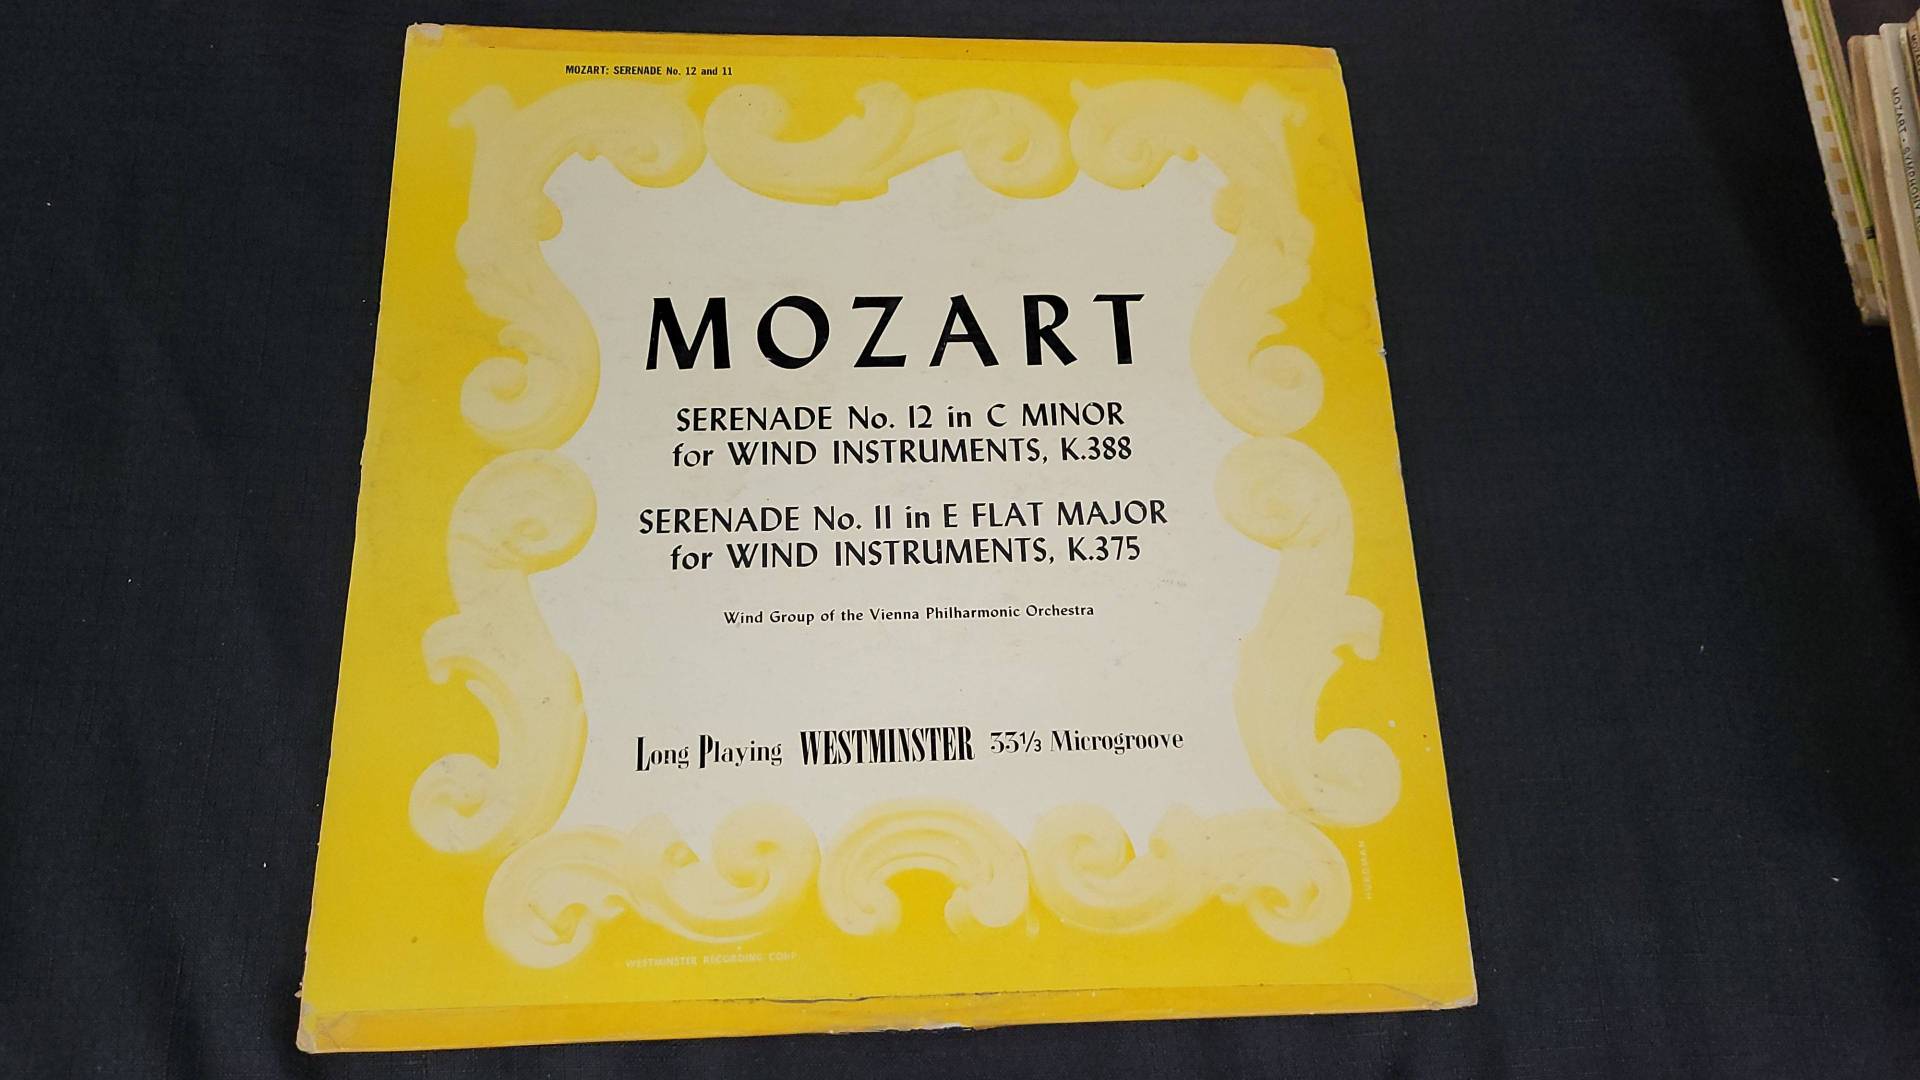 MOZART: SERENADE No. 12 and 11
MOZART
SERENADE No. 12 in C MINOR
for WIND INSTRUMENTS, K.388
SERENADE No. 11 in E FLAT MAJOR
for WIND INSTRUMENTS, K.375
Wind Group of the Vienna Philharmonic Orchestra
Long Playing WESTMINSTER 33⅓ Microgroove
WESTMINSTER RECORDING CORP.
MOZART • SYMPHONY